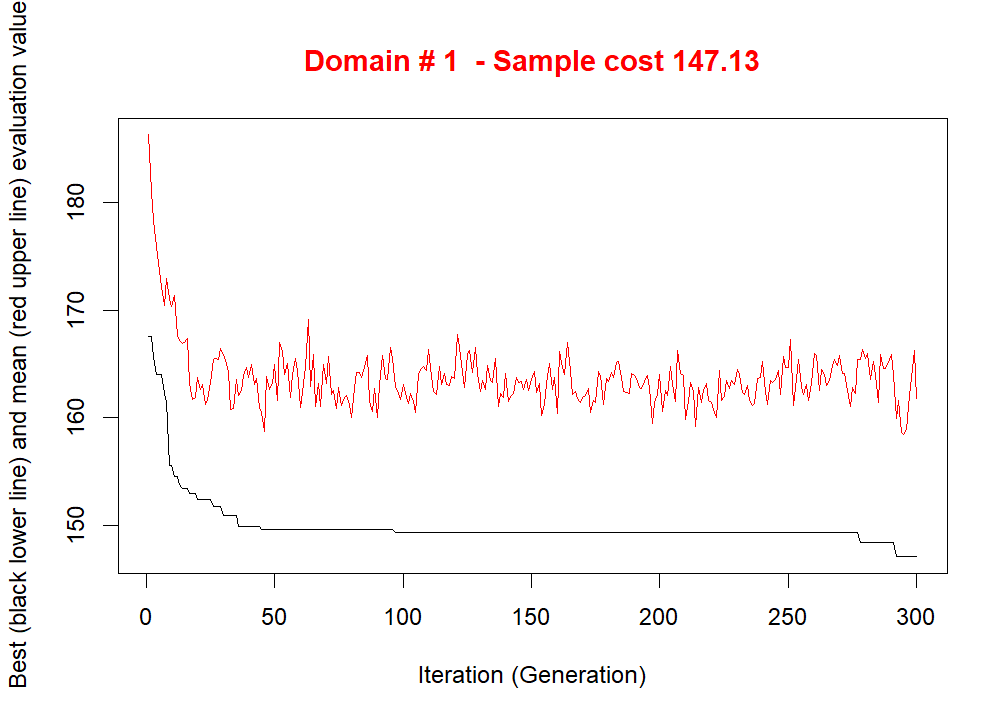 Domain # 1  - Sample cost 147.13
Best (black lower line) and mean (red upper line) evaluation value
180
170
160
150
0 50 100 150 200 250 300
Iteration (Generation)